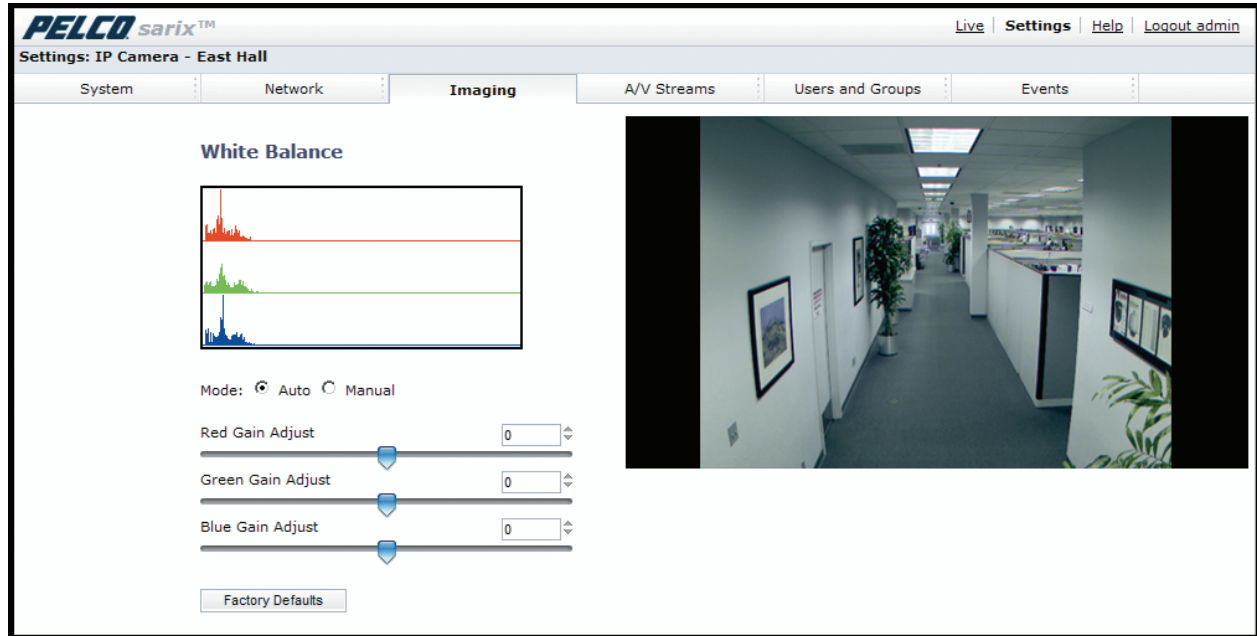 PELCO sarix™
Live | Settings | Help | Logout admin
Settings: IP Camera - East Hall
System
Network
Imaging
A/V Streams
Users and Groups
Events
White Balance
Mode: Auto Manual
Red Gain Adjust 0
Green Gain Adjust 0
Blue Gain Adjust 0
Factory Defaults